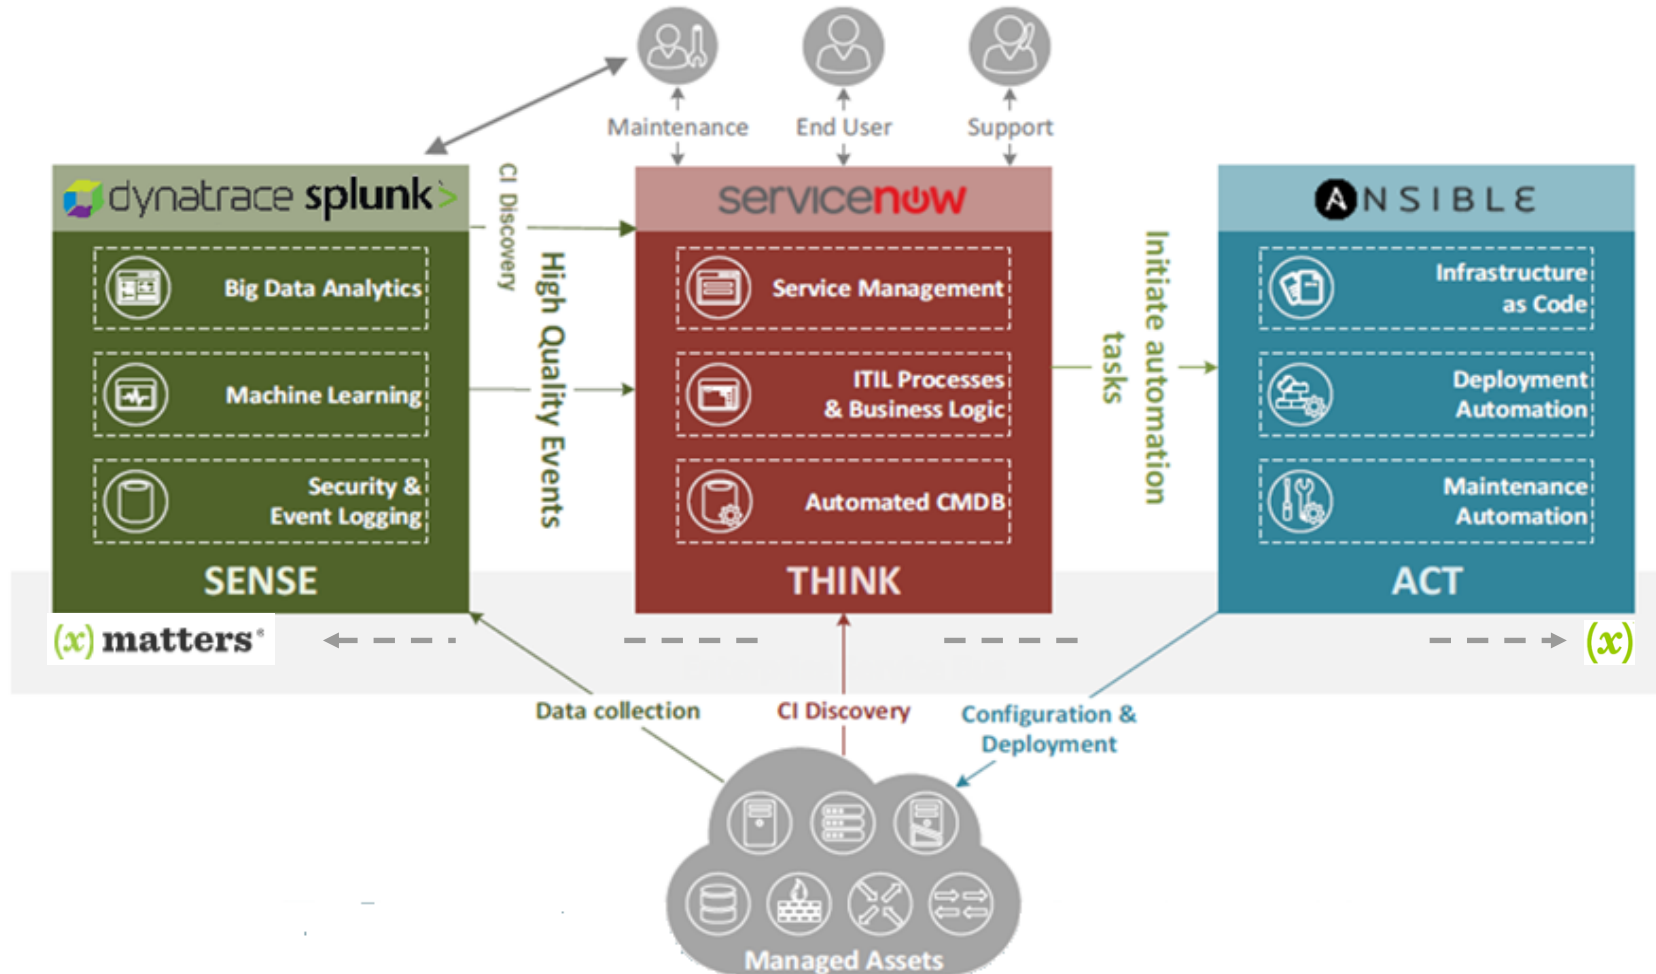 Maintenance
End User
Support
dynatrace splunk>
CI Discovery
servicenow
ANSIBLE
Big Data Analytics
Machine Learning
Security &
Event Logging
SENSE
High Quality Events
Service Management
ITIL Processes
& Business Logic
Automated CMDB
THINK
Initiate automation
tasks
Infrastructure
as Code
Deployment
Automation
Maintenance
Automation
ACT
(x) matters®
(x)
Data collection
CI Discovery
Configuration &
Deployment
Managed Assets